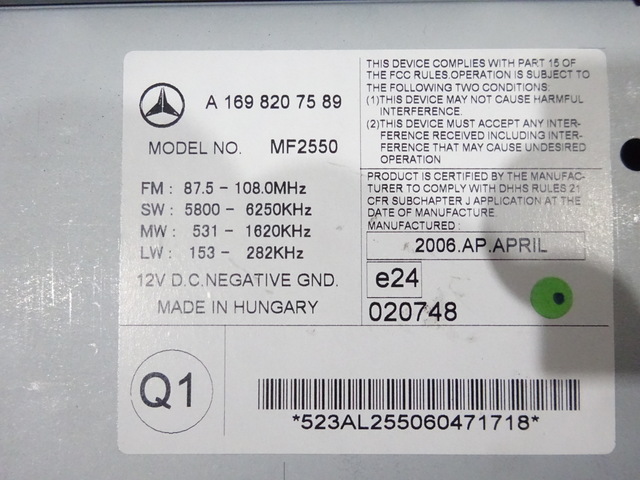 A 169 820 75 89
MODEL NO. MF2550
FM : 87.5 - 108.0MHz
SW : 5800 - 6250KHz
MW : 531 - 1620KHz
LW : 153 - 282KHz
12V D.C.NEGATIVE GND.
MADE IN HUNGARY
THIS DEVICE COMPLIES WITH PART 15 OF
THE FCC RULES.OPERATION IS SUBJECT TO
THE FOLLOWING TWO CONDITIONS:
(1)THIS DEVICE MAY NOT CAUSE HARMFUL
INTERFERENCE.
(2)THIS DEVICE MUST ACCEPT ANY INTER-
FERENCE RECEIVED INCLUDING INTER-
FERENCE THAT MAY CAUSE UNDESIRED
OPERATION
PRODUCT IS CERTIFIED BY THE MANUFAC-
TURER TO COMPLY WITH DHHS RULES 21
CFR SUBCHAPTER J APPLICATION AT THE
DATE OF MANUFACTURE.
MANUFACTURED :
2006.AP.APRIL
e24
020748
Q1
*523AL255060471718*